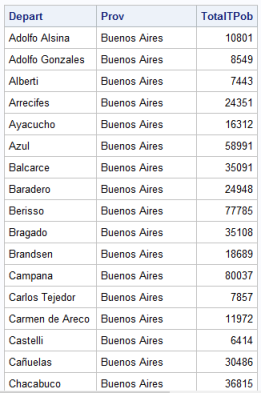 Depart Prov TotalTPob
Adolfo Alsina Buenos Aires 10801
Adolfo Gonzales Buenos Aires 8549
Alberti Buenos Aires 7443
Arrecifes Buenos Aires 24351
Ayacucho Buenos Aires 16312
Azul Buenos Aires 58991
Balcarce Buenos Aires 35091
Baradero Buenos Aires 24948
Berisso Buenos Aires 77785
Bragado Buenos Aires 35108
Brandsen Buenos Aires 18689
Campana Buenos Aires 80037
Carlos Tejedor Buenos Aires 7857
Carmen de Areco Buenos Aires 11972
Castelli Buenos Aires 6414
Cañuelas Buenos Aires 30486
Chacabuco Buenos Aires 36815